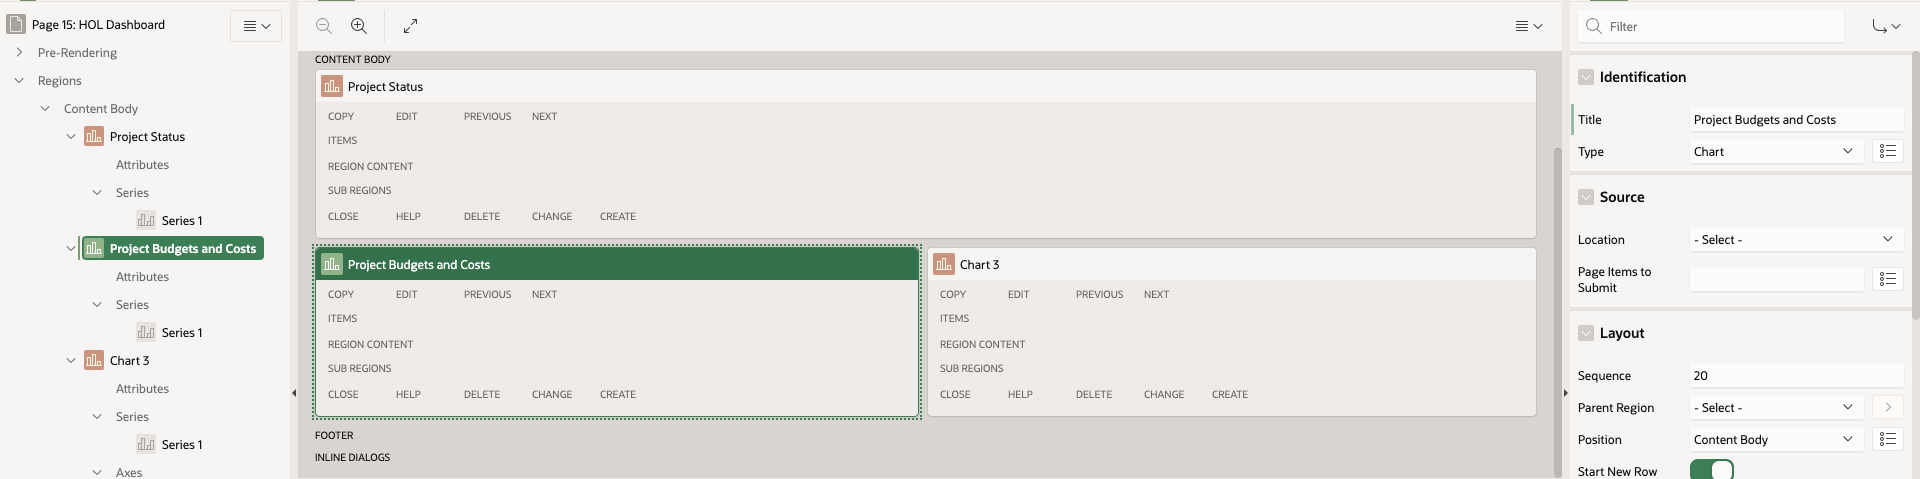 Page 15: HOL Dashboard
Pre-Rendering
Regions
Content Body
Project Status
Attributes
Series
Series 1
Project Budgets and Costs
Attributes
Series
Series 1
Chart 3
Attributes
Series
Series 1
Axes
CONTENT BODY
Project Status
COPY EDIT PREVIOUS NEXT
ITEMS
REGION CONTENT
SUB REGIONS
CLOSE HELP DELETE CHANGE CREATE
Project Budgets and Costs
COPY EDIT PREVIOUS NEXT
ITEMS
REGION CONTENT
SUB REGIONS
CLOSE HELP DELETE CHANGE CREATE
Chart 3
COPY EDIT PREVIOUS NEXT
ITEMS
REGION CONTENT
SUB REGIONS
CLOSE HELP DELETE CHANGE CREATE
FOOTER
INLINE DIALOGS
Filter
Identification
Title Project Budgets and Costs
Type Chart
Source
Location - Select -
Page Items to
Submit
Layout
Sequence 20
Parent Region - Select -
Position Content Body
Start New Row